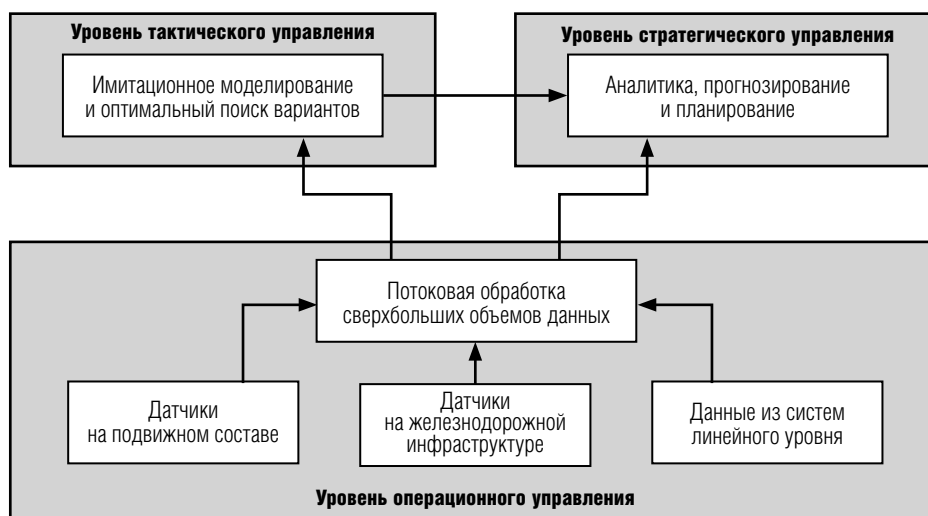 Уровень тактического управления
Имитационное моделирование
и оптимальный поиск вариантов
Уровень стратегического управления
Аналитика, прогнозирование
и планирование
Потоковая обработка
сверхбольших объемов данных
Датчики
на подвижном составе
Датчики
на железнодорожной
инфраструктуре
Данные из систем
линейного уровня
Уровень операционного управления